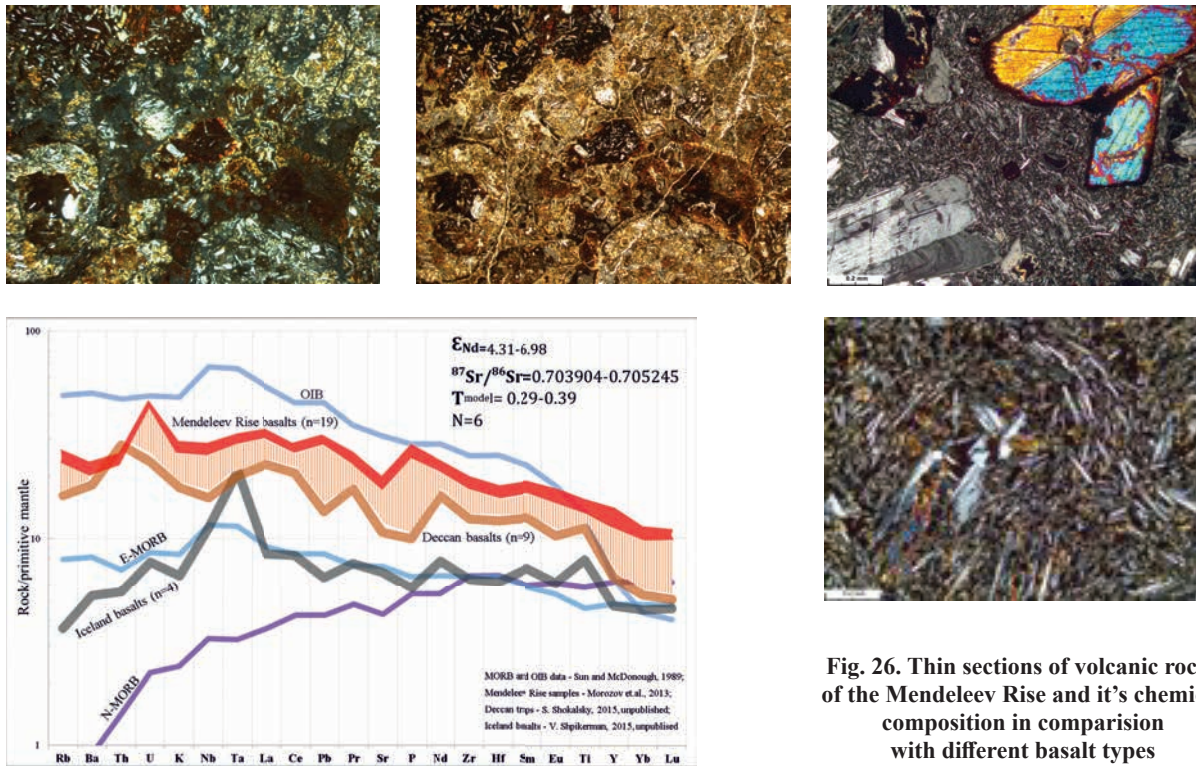 0.2 mm
100
10
1
Rock/primitive mantle
εNd=4.31-6.98
⁸⁷Sr/⁸⁶Sr=0.703904-0.705245
Tmodel= 0.29-0.39
N=6
OIB
Mendeleev Rise basalts (n=19)
Deccan basalts (n=9)
E-MORB
Iceland basalts (n=4)
N-MORB
MORB and OIB data - Sun and McDonough, 1989;
Rise samples - Morozov et.al., 2013;
Deccan - S. Shokalsky, 2015, unpublished;
Iceland basalts - V. Shpikerman, 2015, unpublised
Rb Ba Th U K Nb Ta La Ce Pb Pr Sr P Nd Zr Hf Sm Eu Ti Y Yb Lu
Fig. 26. Thin sections of volcanic roc
of the Mendeleev Rise and it's chemi
composition in comparision
with different basalt types